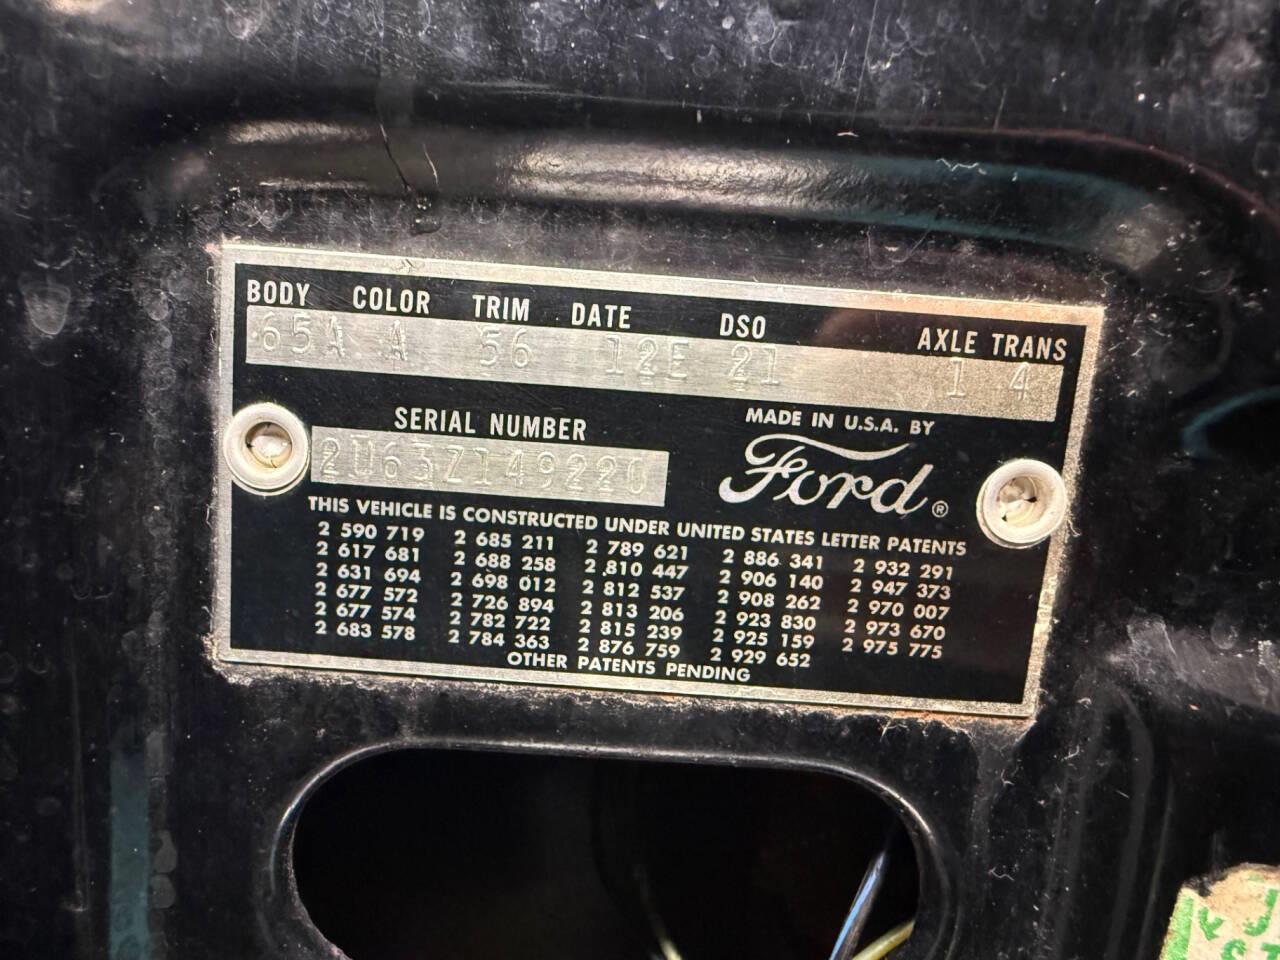 BODY COLOR TRIM DATE DSO AXLE TRANS
65A A 56 12E 21 1 4
SERIAL NUMBER
2U63Z149220
MADE IN U.S.A. BY
Ford®
THIS VEHICLE IS CONSTRUCTED UNDER UNITED STATES LETTER PATENTS
2 590 719 2 685 211 2 789 621 2 886 341 2 932 291
2 617 681 2 688 258 2 810 447 2 906 140 2 947 373
2 631 694 2 698 012 2 812 537 2 908 262 2 970 007
2 677 572 2 726 894 2 813 206 2 923 830 2 973 670
2 677 574 2 782 722 2 815 239 2 925 159 2 975 775
2 683 578 2 784 363 2 876 759 2 929 652
OTHER PATENTS PENDING